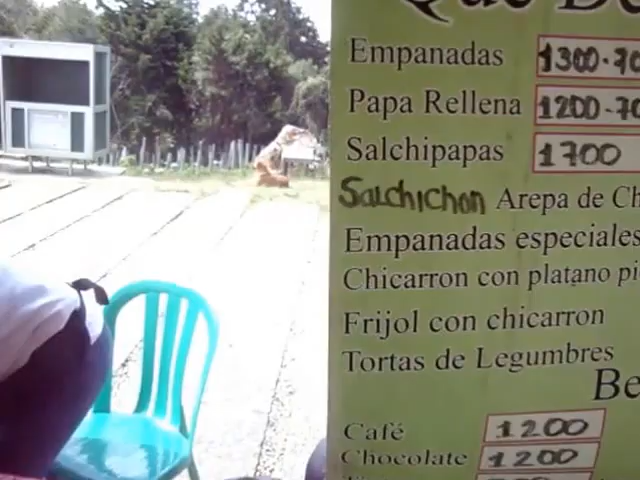 Empanadas 1300-70
Papa Rellena 1200-70
Salchipapas 1700
Salchichon Arepa de Ch
Empanadas especiales
Chicarron con platano pi
Frijol con chicarron
Tortas de Legumbres
Be
Café 1200
Chocolate 1200